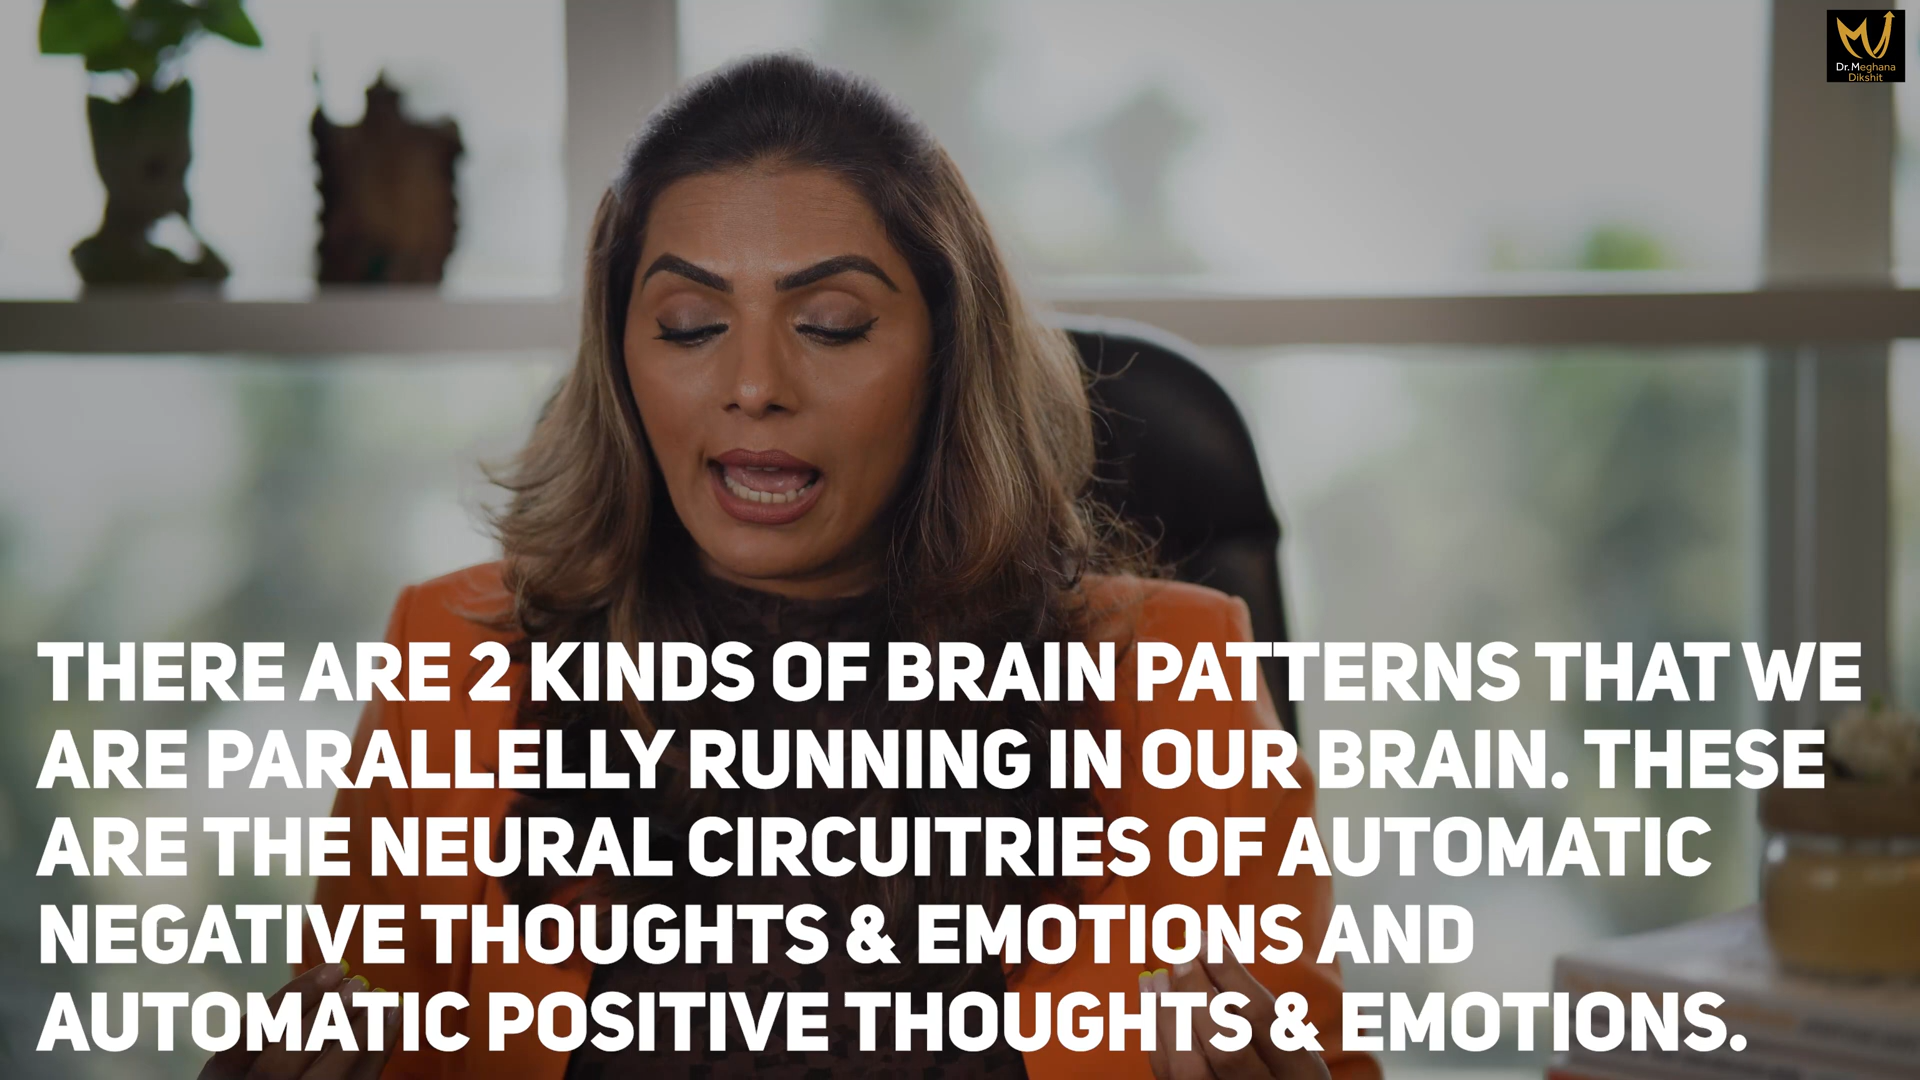 Dr. Meghana
Dikshit
THERE ARE 2 KINDS OF BRAIN PATTERNS THAT WE
ARE PARALLELLY RUNNING IN OUR BRAIN. THESE
ARE THE NEURAL CIRCUITRIES OF AUTOMATIC
NEGATIVE THOUGHTS & EMOTIONS AND
AUTOMATIC POSITIVE THOUGHTS & EMOTIONS.